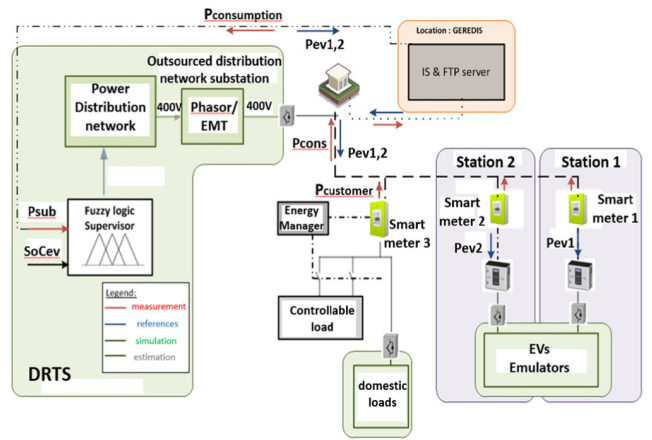 Pconsumption
Pev1,2
Location : GEREDIS
IS & FTP server
Outsourced distribution
network substation
Power
Distribution
network
400V
Phasor/
EMT
400V
Pcons
Pev1,2
Station 2
Station 1
Pcustomer
Energy
Manager
Smart
meter 3
Smart
meter 2
Smart
meter 1
Pev2
Pev1
Psub
SoCev
Fuzzy logic
Supervisor
Legend:
measurement
references
simulation
estimation
Controllable
load
domestic
loads
EVs
Emulators
DRTS